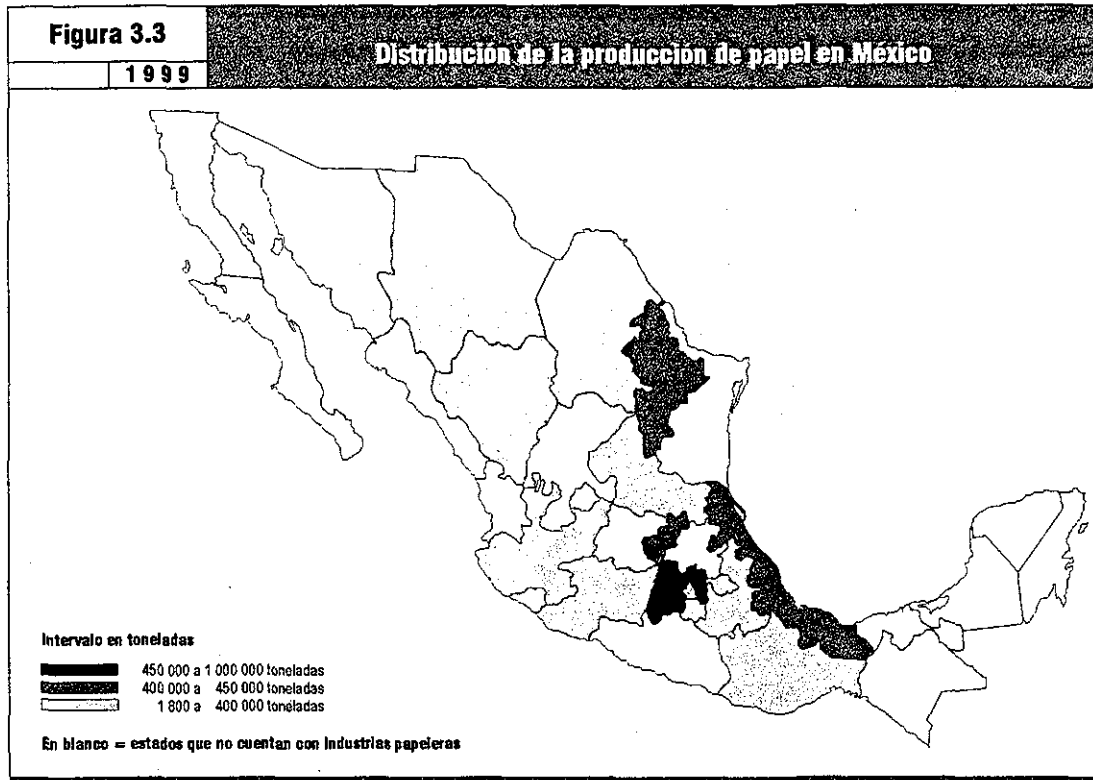 Figura 3.3
1999
Distribución de la producción de papel en México
Intervalo en toneladas
450 000 a 1 000 000 toneladas
400 000 a 450 000 toneladas
1 800 a 400 000 toneladas
En blanco = estados que no cuentan con Industrias papeleras